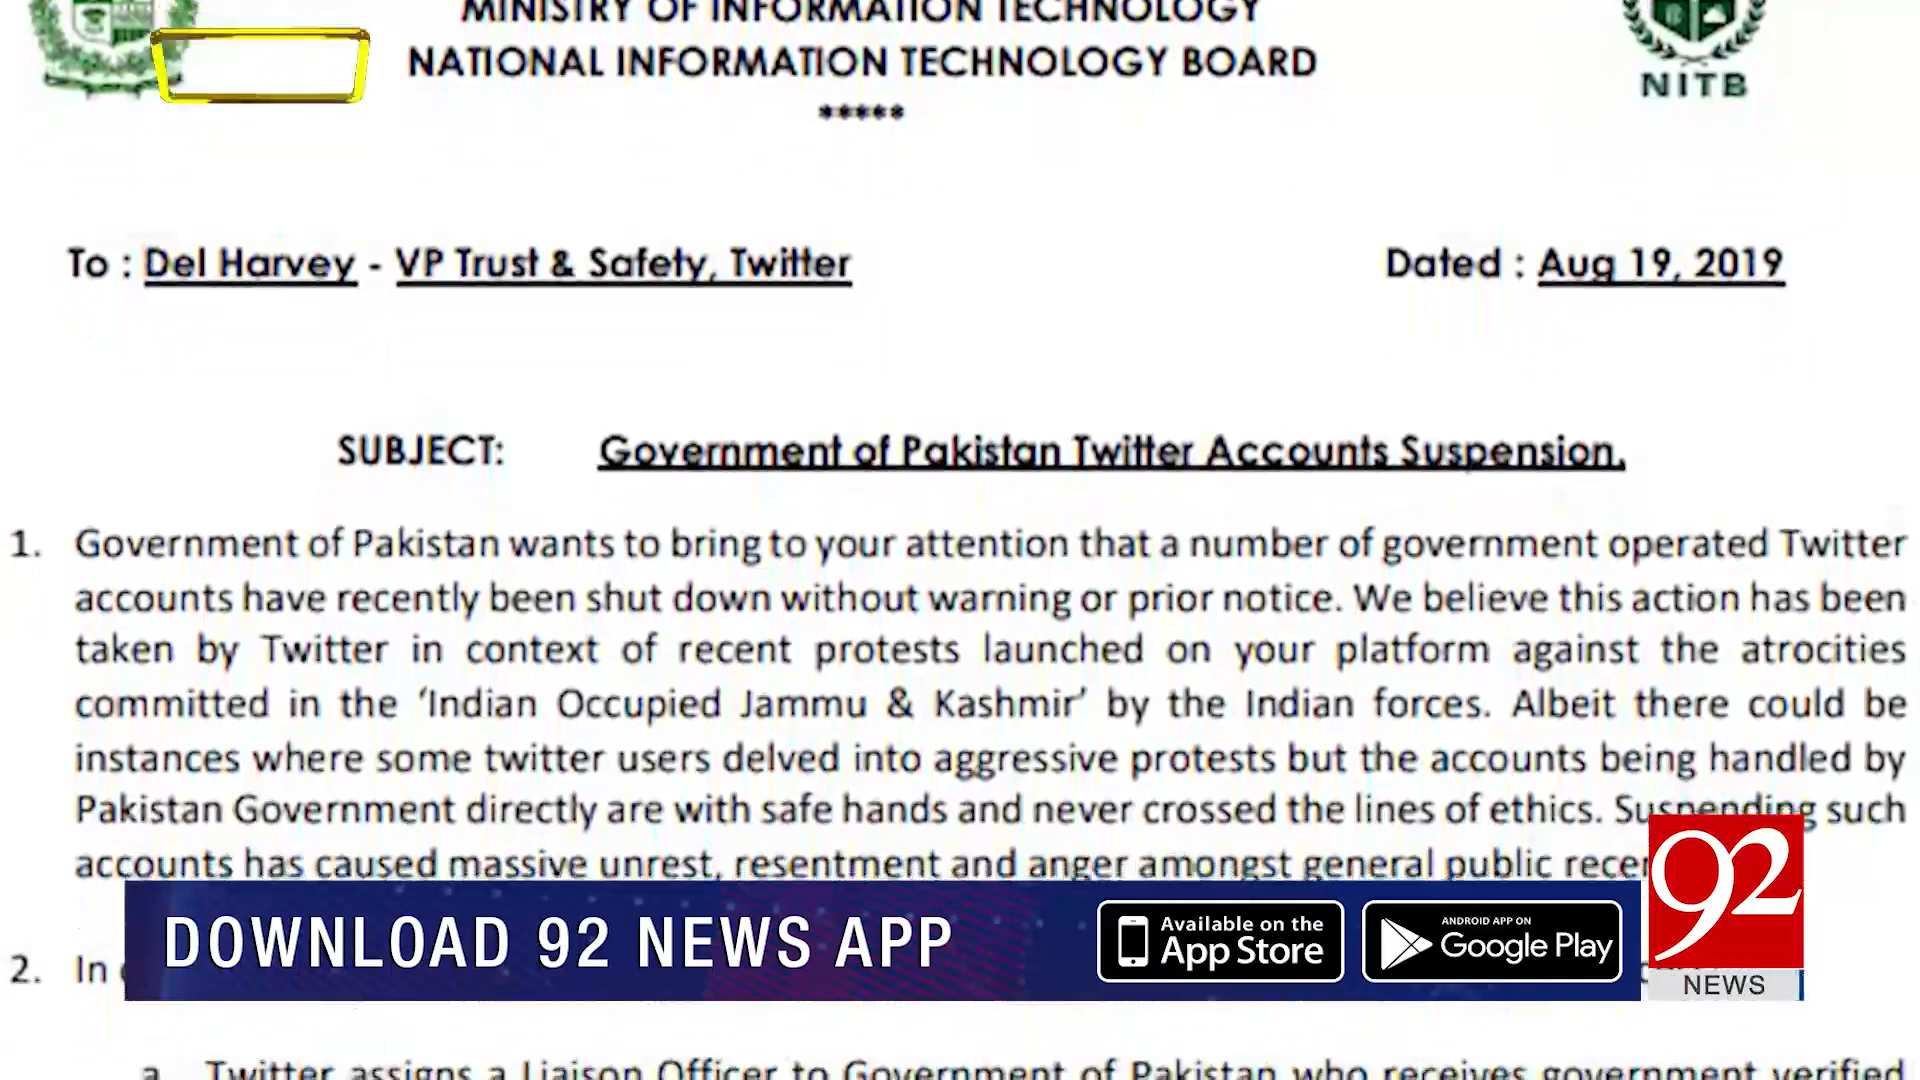 MINISTRY OF INFORMATION TECHNOLOGY
NATIONAL INFORMATION TECHNOLOGY BOARD
*****
NITB
To : Del Harvey - VP Trust & Safety, Twitter
Dated : Aug 19, 2019
SUBJECT: Government of Pakistan Twitter Accounts Suspension.
1. Government of Pakistan wants to bring to your attention that a number of government operated Twitter
accounts have recently been shut down without warning or prior notice. We believe this action has been
taken by Twitter in context of recent protests launched on your platform against the atrocities
committed in the ‘Indian Occupied Jammu & Kashmir’ by the Indian forces. Albeit there could be
instances where some twitter users delved into aggressive protests but the accounts being handled by
Pakistan Government directly are with safe hands and never crossed the lines of ethics. Suspending such
accounts has caused massive unrest, resentment and anger amongst general public
2. In
a. Twitter assigns a Liaison Officer to Government of Pakistan who receives government verified
DOWNLOAD 92 NEWS APP
Available on the
App Store
ANDROID APP ON
Google Play
92
NEWS